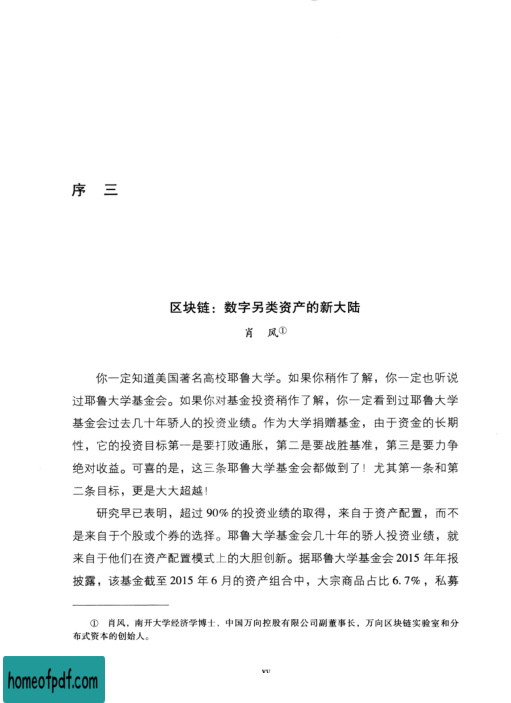 序 三
区块链：数字另类资产的新大陆
肖 风①
你一定知道美国著名高校耶鲁大学。如果你稍作了解，你一定也听说
过耶鲁大学基金会。如果你对基金投资稍作了解，你一定看到过耶鲁大学
基金会过去几十年骄人的投资业绩。作为大学捐赠基金，由于资金的长期
性，它的投资目标第一是要打败通胀，第二是要战胜基准，第三是要力争
绝对收益。可喜的是，这三条耶鲁大学基金会都做到了！尤其第一条和第
二条目标，更是大大超越！
研究早已表明，超过 90%的投资业绩的取得，来自于资产配置，而不
是来自于个股或个券的选择。耶鲁大学基金会几十年的骄人投资业绩，就
来自于他们在资产配置模式上的大胆创新。据耶鲁大学基金会 2015 年年报
披露，该基金截至 2015 年 6 月的资产组合中，大宗商品占比 6.7%，私募
① 肖风，南开大学经济学博士，中国万向控股有限公司副董事长，万向区块链实验室和分
布式资本的创始人。
xv
homeofpdf.com